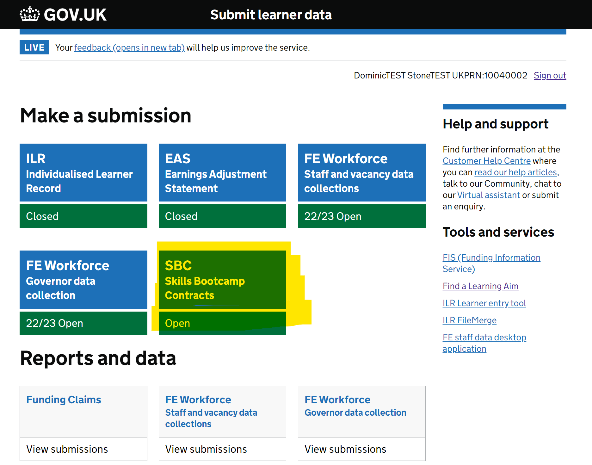 GOV.UK
Submit learner data
LIVE Your feedback (opens in new tab) will help us improve the service.
DominicTEST StoneTEST UKPRN:10040002 Sign out
Make a submission
ILR
Individualised Learner
Record
Closed
EAS
Earnings Adjustment
Statement
Closed
FE Workforce
Staff and vacancy data
collections
22/23 Open
FE Workforce
Governor data
collection
22/23 Open
SBC
Skills Bootcamp
Contracts
Open
Reports and data
Funding Claims
View submissions
FE Workforce
Staff and vacancy data
collections
View submissions
FE Workforce
Governor data collection
View submissions
Help and support
Find further information at the
Customer Help Centre where
you can read our help articles,
talk to our Community, chat to
our Virtual assistant or submit
an enquiry.
Tools and services
FIS (Funding Information
Service)
Find a Learning Aim
ILR Learner entry tool
ILR FileMerge
FE staff data desktop
application